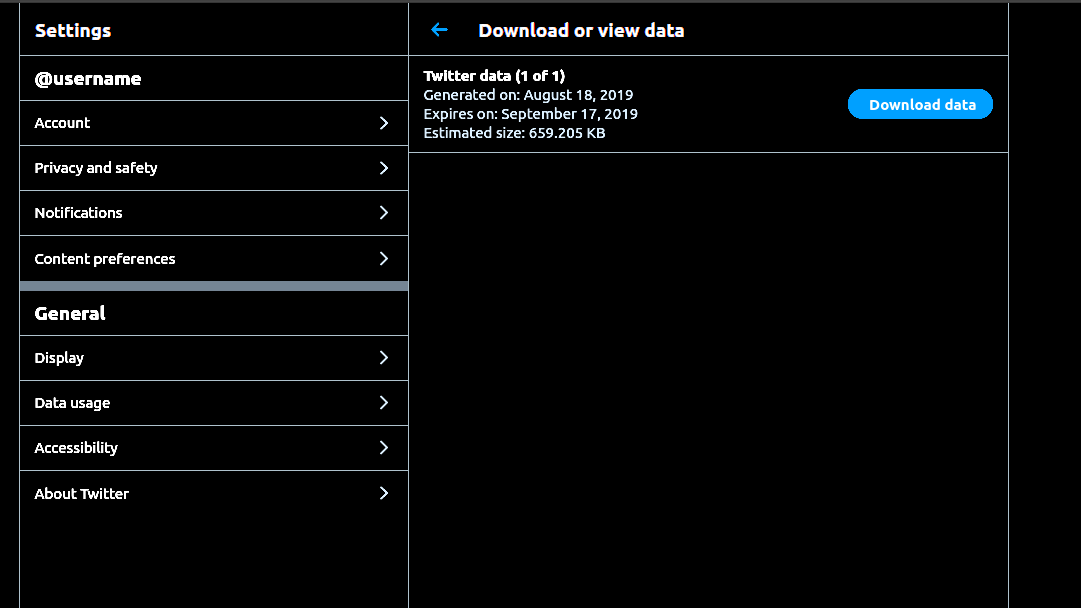 Settings
@username
Account
Privacy and safety
Notifications
Content preferences
General
Display
Data usage
Accessibility
About Twitter
Download or view data
Twitter data (1 of 1)
Generated on: August 18, 2019
Expires on: September 17, 2019
Estimated size: 659.205 KB
Download data